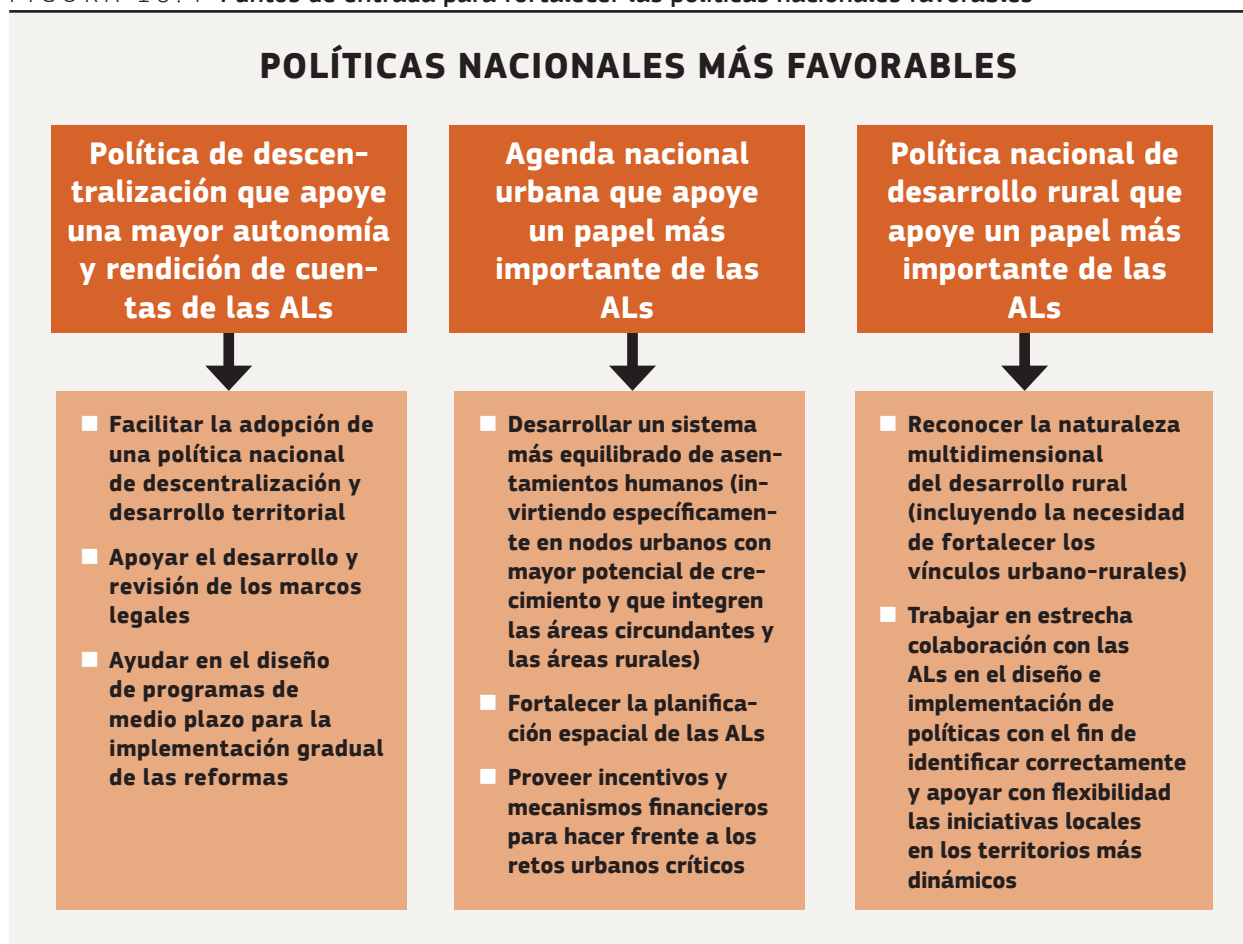 Puntos de entrada para fortalecer las políticas nacionales favorables
POLÍTICAS NACIONALES MÁS FAVORABLES
Política de descen-
tralización que apoye
una mayor autonomía
y rendición de cuen-
tas de las ALs
Agenda nacional
urbana que apoye
un papel más
importante de las
ALs
Política nacional de
desarrollo rural que
apoye un papel más
importante de las
ALs
Facilitar la adopción de
una política nacional
de descentralización y
desarrollo territorial
Apoyar el desarrollo y
revisión de los marcos
legales
Ayudar en el diseño
de programas de
medio plazo para la
implementación gradual
de las reformas
Desarrollar un sistema
más equilibrado de asen-
tamientos humanos (in-
virtiendo específicamen-
te en nodos urbanos con
mayor potencial de cre-
cimiento y que integren
las áreas circundantes y
las áreas rurales)
Fortalecer la planifica-
ción espacial de las ALs
Proveer incentivos y
mecanismos financieros
para hacer frente a los
retos urbanos críticos
Reconocer la naturaleza
multidimensional
del desarrollo rural
(incluyendo la necesidad
de fortalecer los
vínculos urbano-rurales)
Trabajar en estrecha
colaboración con las
ALs en el diseño e
implementación de
políticas con el fin de
identificar correctamente
y apoyar con flexibilidad
las iniciativas locales
en los territorios más
dinámicos